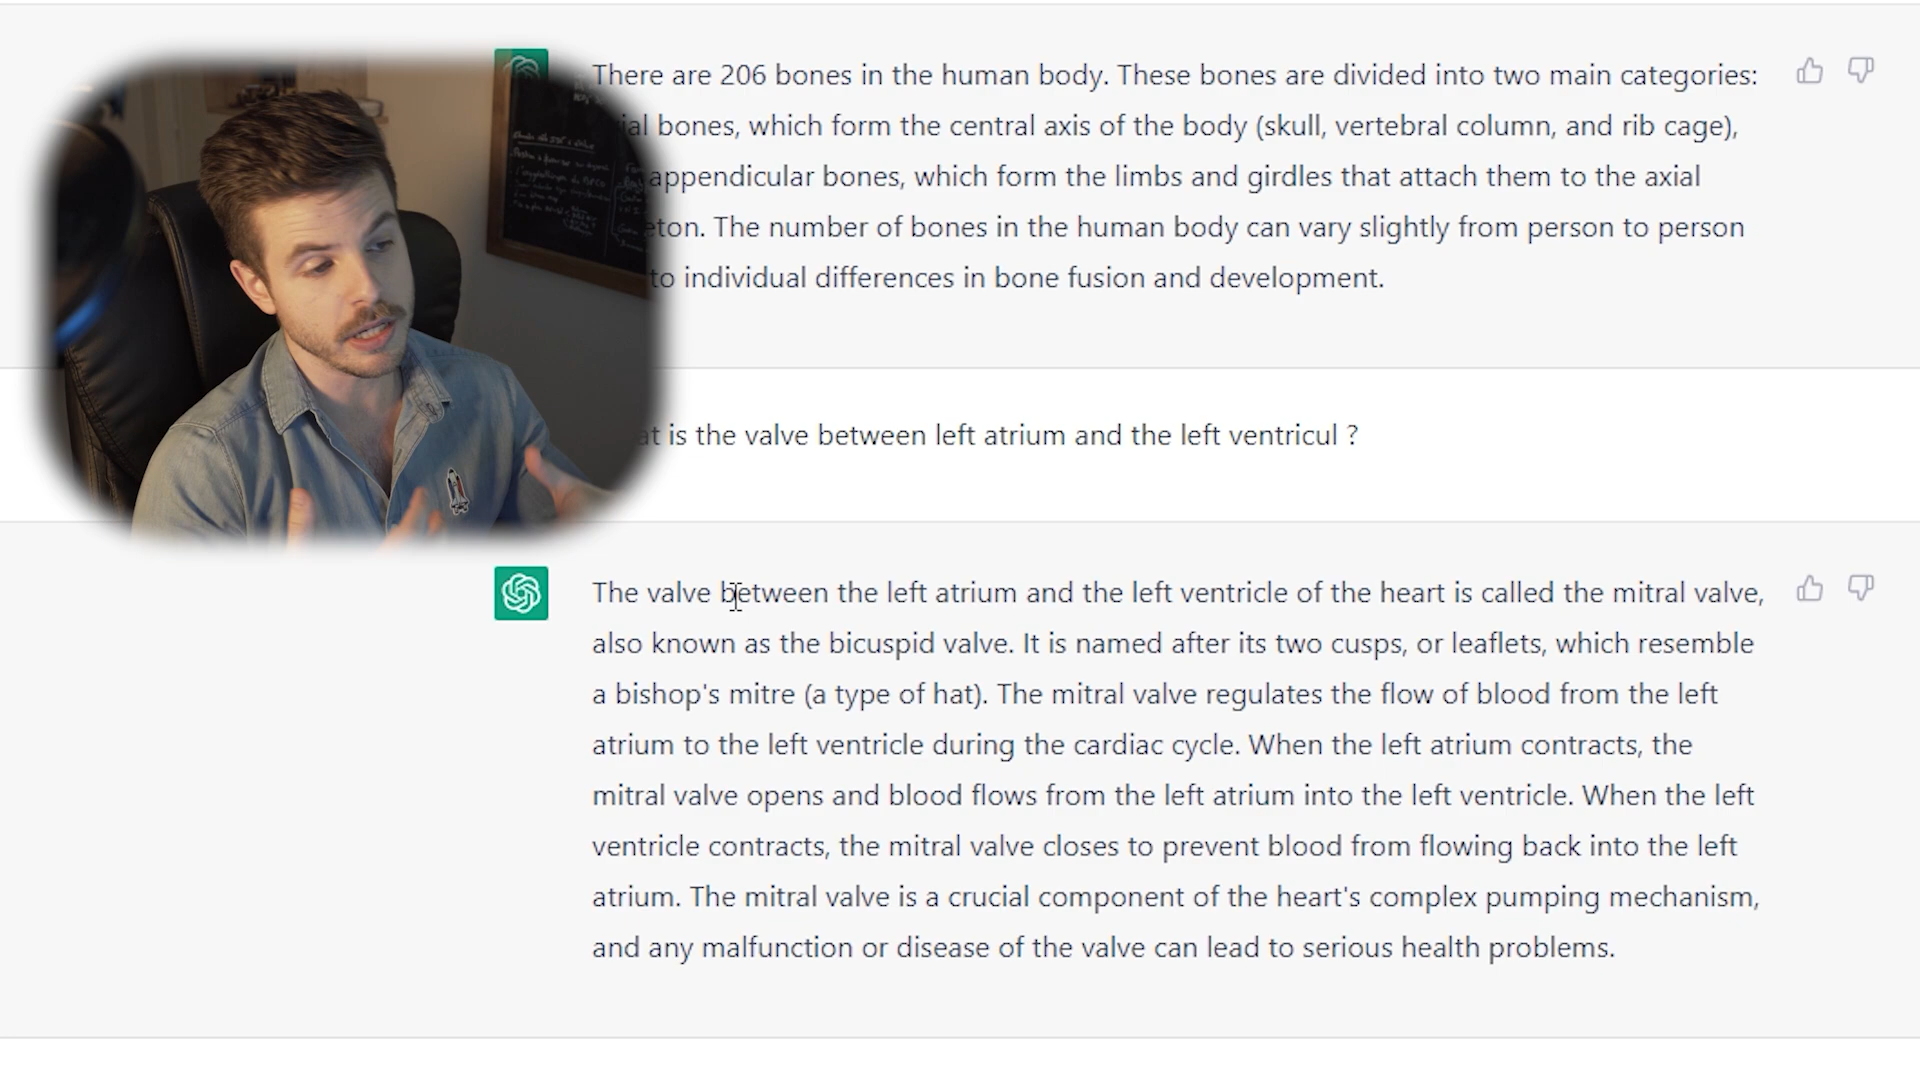 There are 206 bones in the human body. These bones are divided into two main categories:
bones, which form the central axis of the body (skull, vertebral column, and rib cage),
appendicular bones, which form the limbs and girdles that attach them to the axial
The number of bones in the human body can vary slightly from person to person
to individual differences in bone fusion and development.
is the valve between left atrium and the left ventricul ?
The valve between the left atrium and the left ventricle of the heart is called the mitral valve,
also known as the bicuspid valve. It is named after its two cusps, or leaflets, which resemble
a bishop's mitre (a type of hat). The mitral valve regulates the flow of blood from the left
atrium to the left ventricle during the cardiac cycle. When the left atrium contracts, the
mitral valve opens and blood flows from the left atrium into the left ventricle. When the left
ventricle contracts, the mitral valve closes to prevent blood from flowing back into the left
atrium. The mitral valve is a crucial component of the heart's complex pumping mechanism,
and any malfunction or disease of the valve can lead to serious health problems.